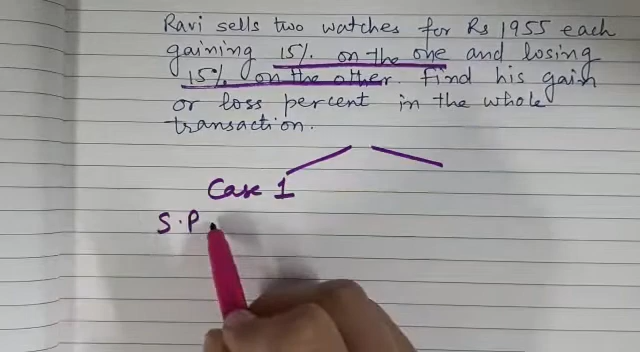 Ravi sells two watches for Rs 1955 each
gaining 15% on the one and losing
15% on the other. Find his gain
or loss percent in the whole
transaction.
Case 1
S.P